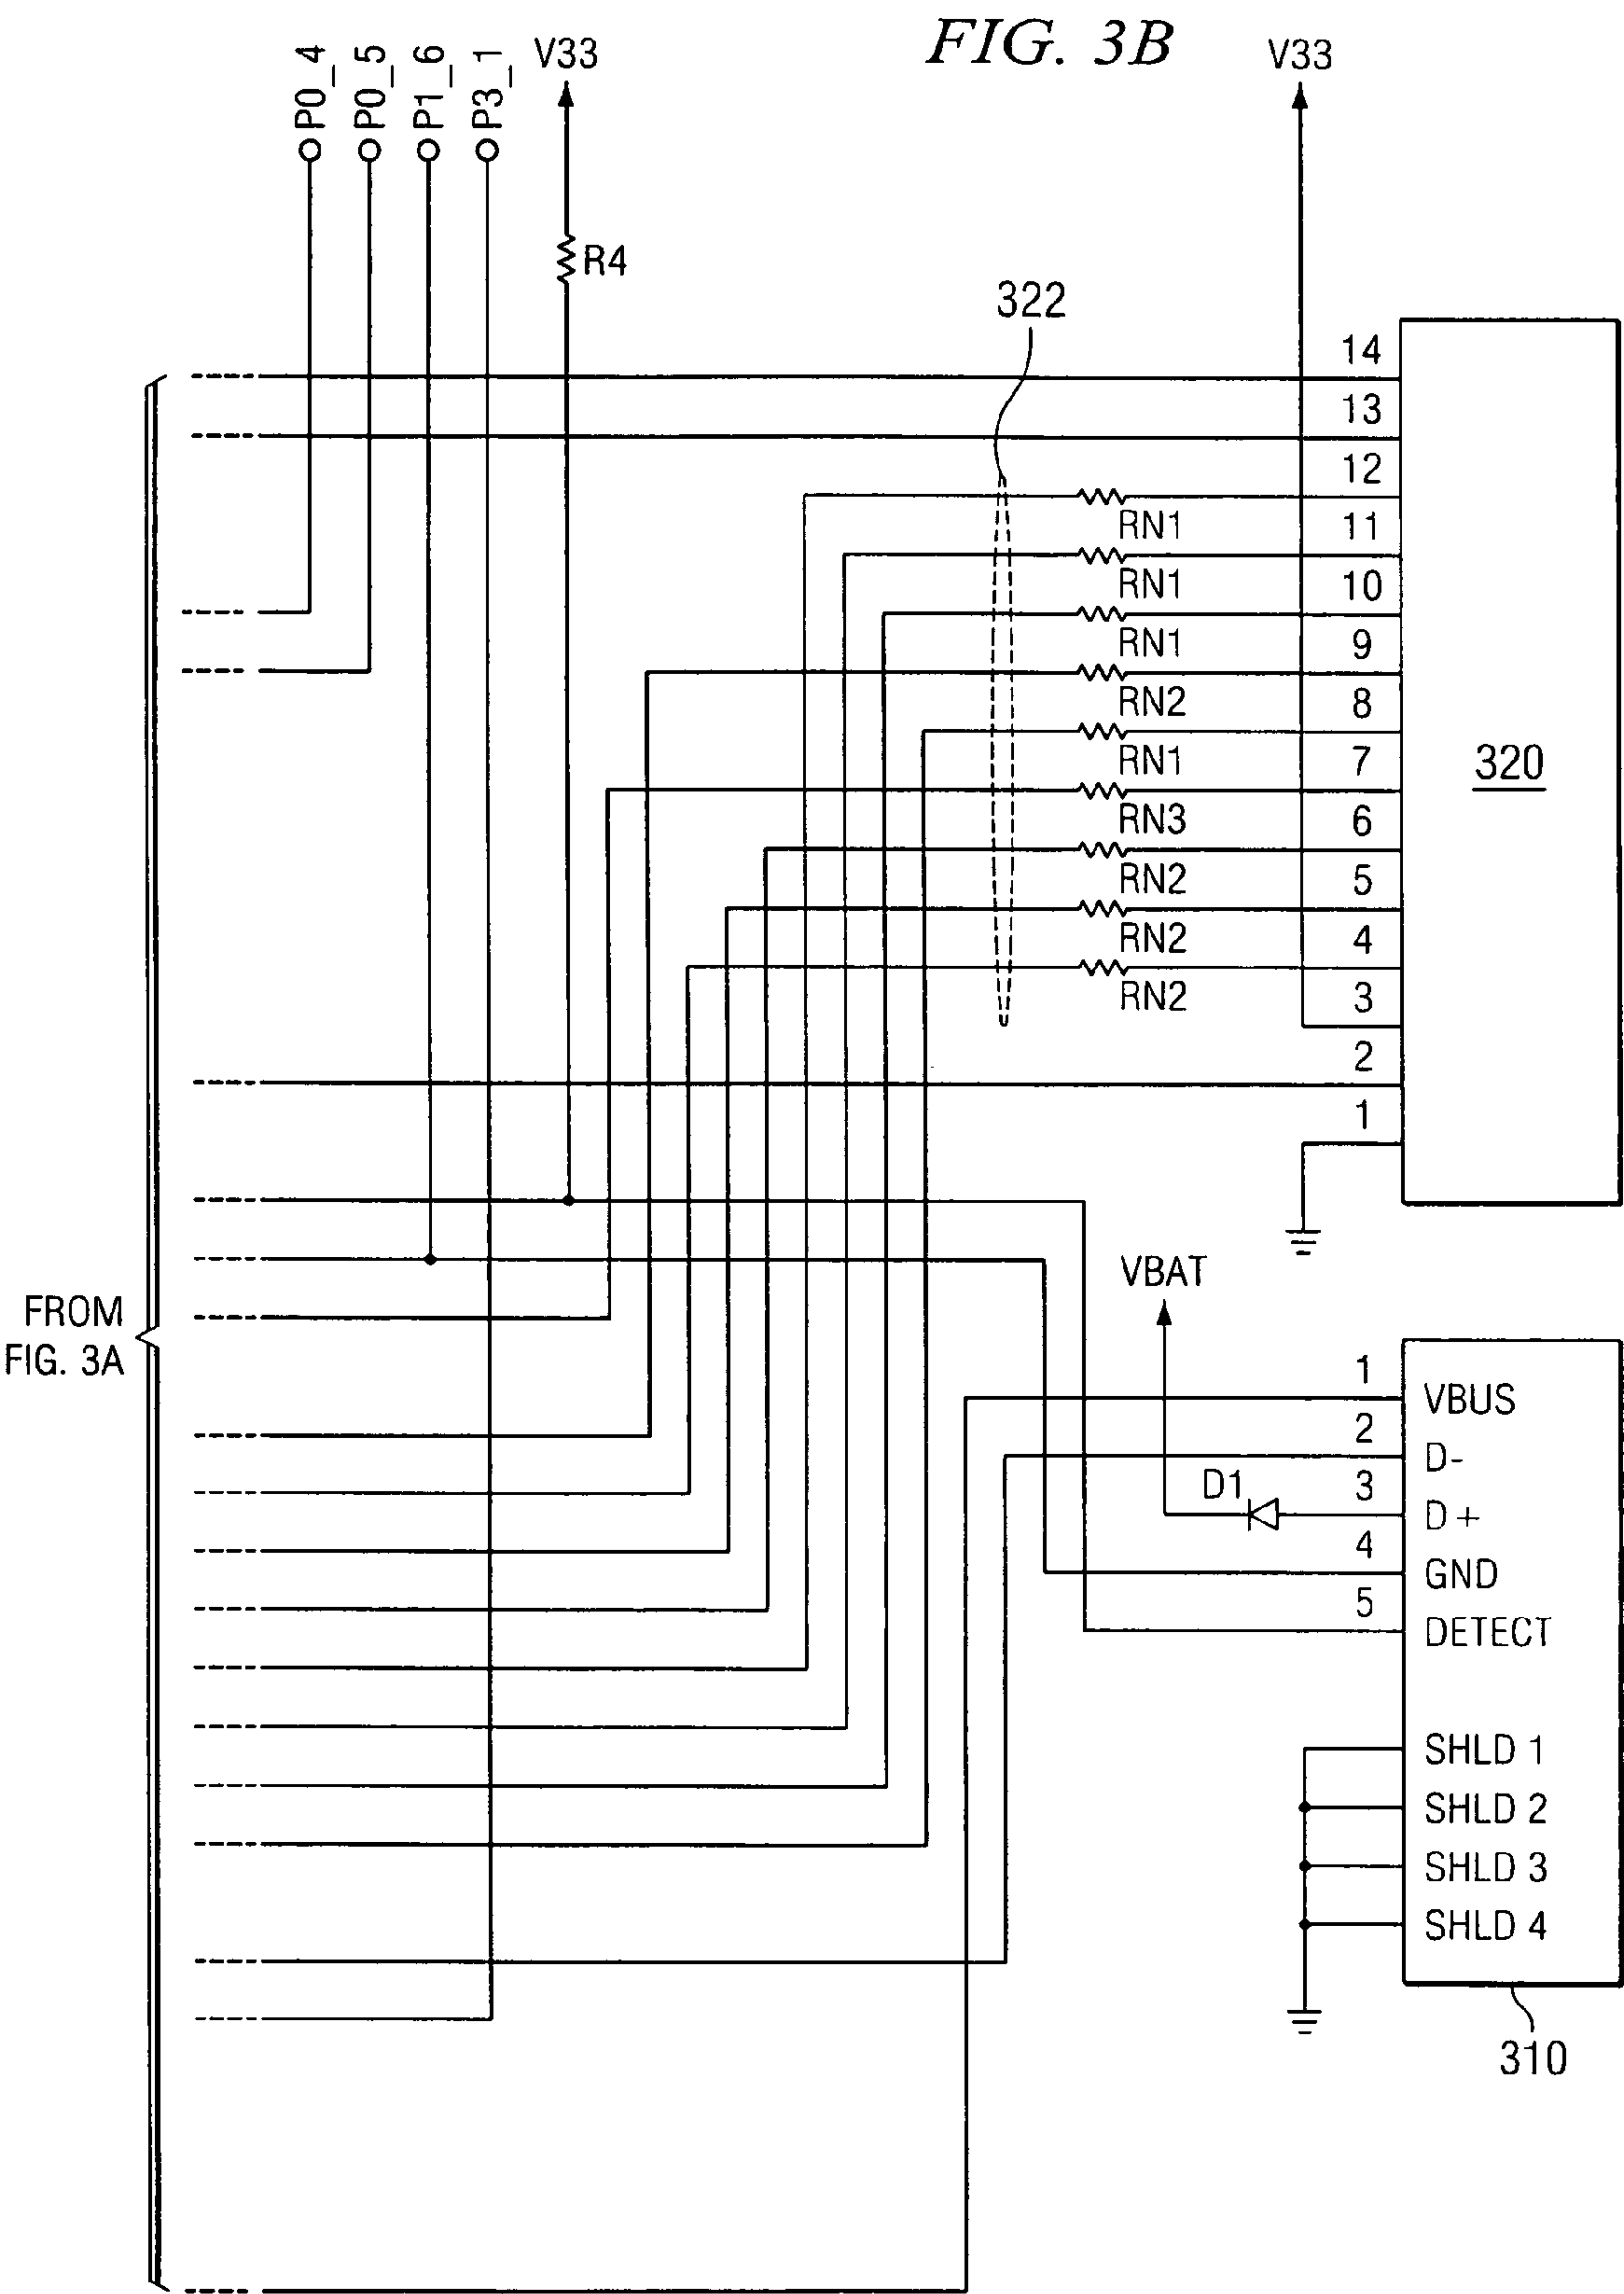 FIG. 3B
P0_4
P0_5
P1_6
P3_1
V33
V33
R4
322
14
13
12
RN1
11
RN1
10
RN1
9
RN2
8
RN1
7
RN3
6
RN2
5
RN2
4
RN2
3
2
1
320
VBAT
FROM
FIG. 3A
1
VBUS
2
D-
D1
3
D+
4
GND
5
DETECT
SHLD 1
SHLD 2
SHLD 3
SHLD 4
310